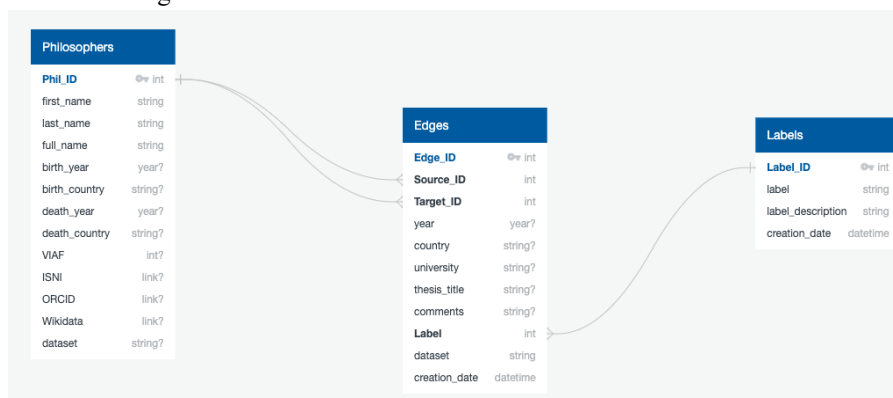 Philosophers
Phil_ID int
first_name string
last_name string
full_name string
birth_year year?
birth_country string?
death_year year?
death_country string?
VIAF int?
ISNI link?
ORCID link?
Wikidata link?
dataset string?
Edges
Edge_ID int
Source_ID int
Target_ID int
year year?
country string?
university string?
thesis_title string?
comments string?
Label int
dataset string
creation_date datetime
Labels
Label_ID int
label string
label_description string
creation_date datetime